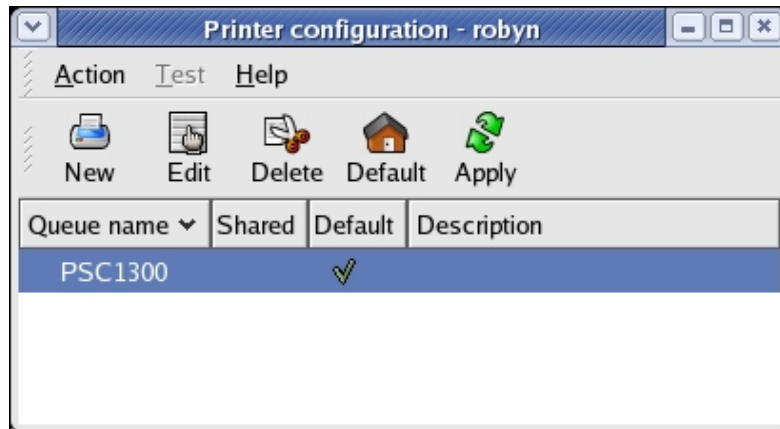 Printer configuration - robyn
Action Test Help
New Edit Delete Default Apply
Queue name Shared Default Description
PSC1300